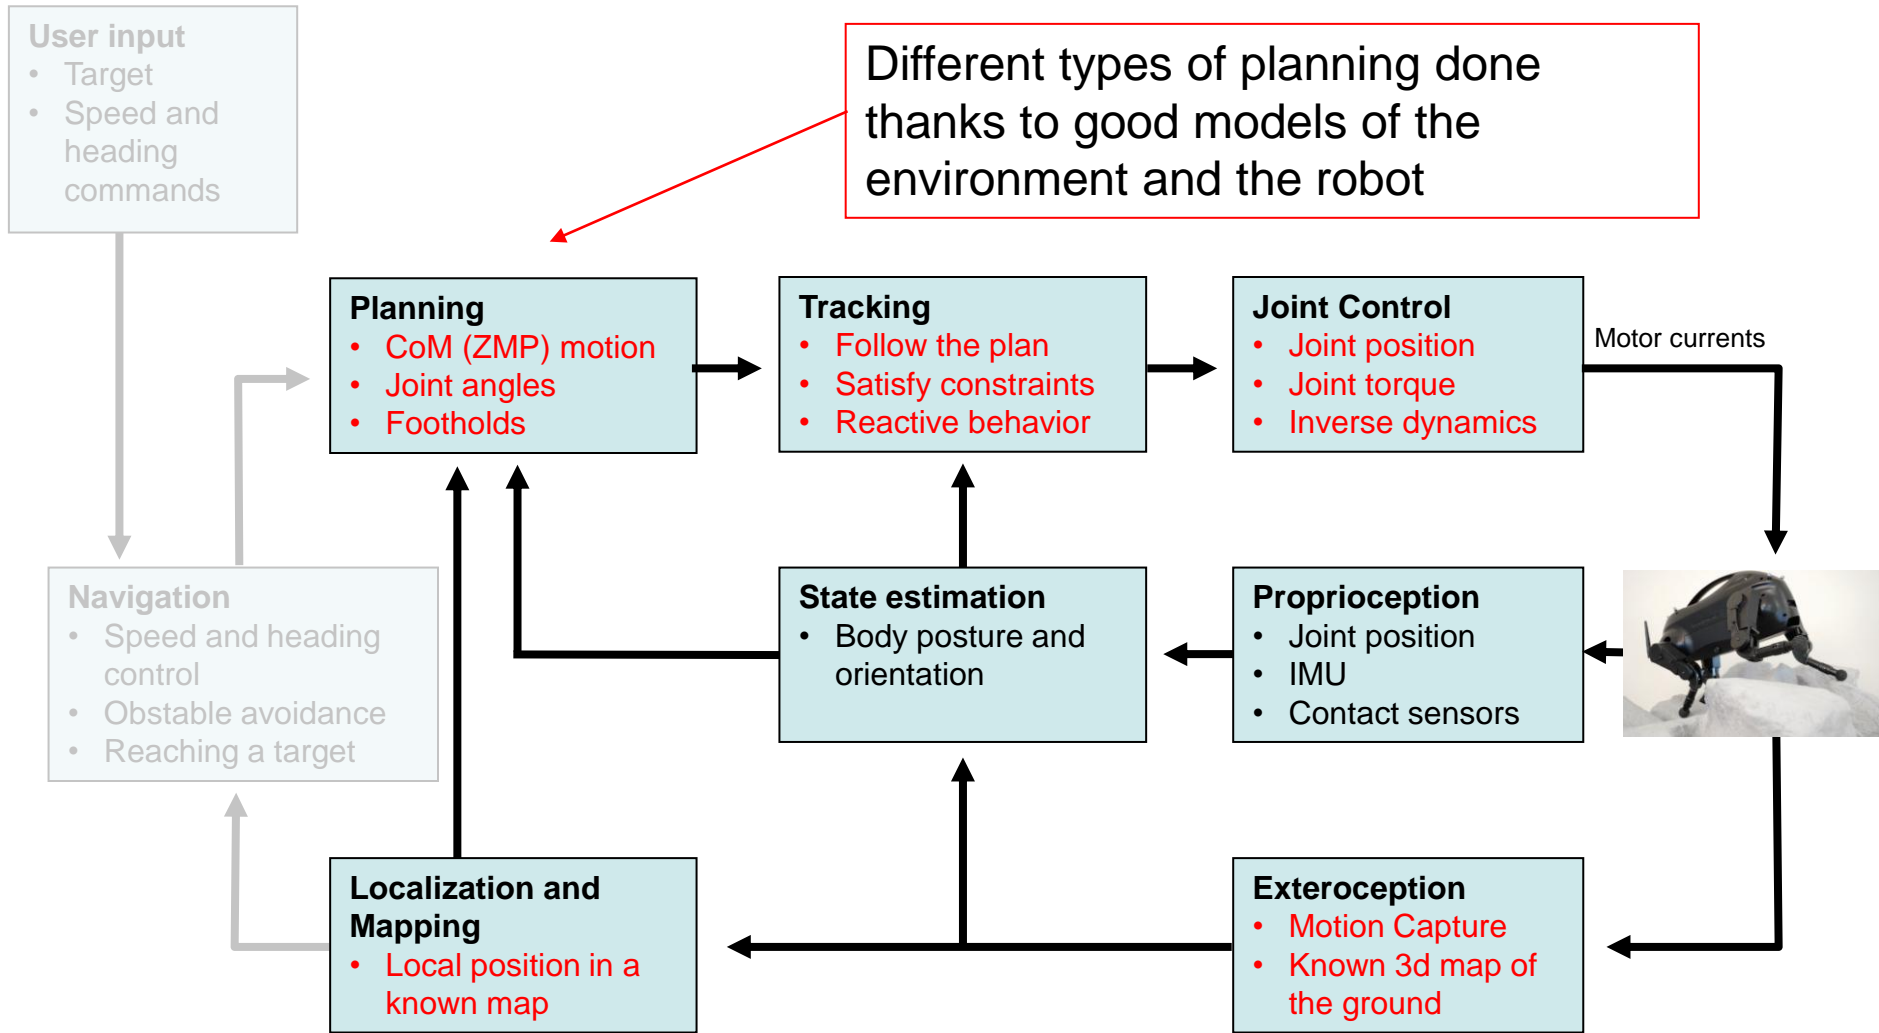 User input
• Target
• Speed and
heading
commands
Different types of planning done
thanks to good models of the
environment and the robot
Planning
• CoM (ZMP) motion
• Joint angles
• Footholds
Tracking
• Follow the plan
• Satisfy constraints
• Reactive behavior
Joint Control
• Joint position
• Joint torque
• Inverse dynamics
Motor currents
Navigation
• Speed and heading
control
• Obstable avoidance
• Reaching a target
State estimation
• Body posture and
orientation
Proprioception
• Joint position
• IMU
• Contact sensors
Localization and
Mapping
• Local position in a
known map
Exteroception
• Motion Capture
• Known 3d map of
the ground